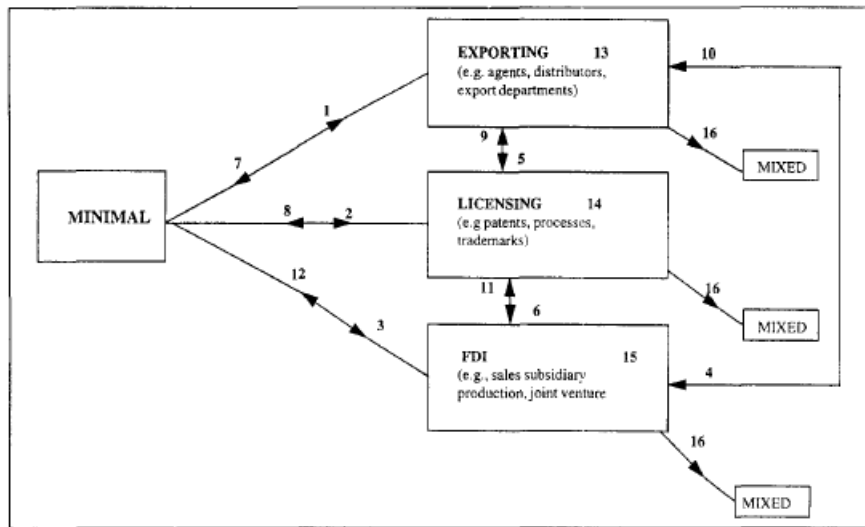 EXPORTING 13
(e.g. agents, distributors,
export departments)
10
1
7
9
5
16
MIXED
MINIMAL
8
2
LICENSING 14
(e.g patents, processes,
trademarks)
12
3
11
6
16
MIXED
FDI 15
(e.g., sales subsidiary
production, joint venture
4
16
MIXED